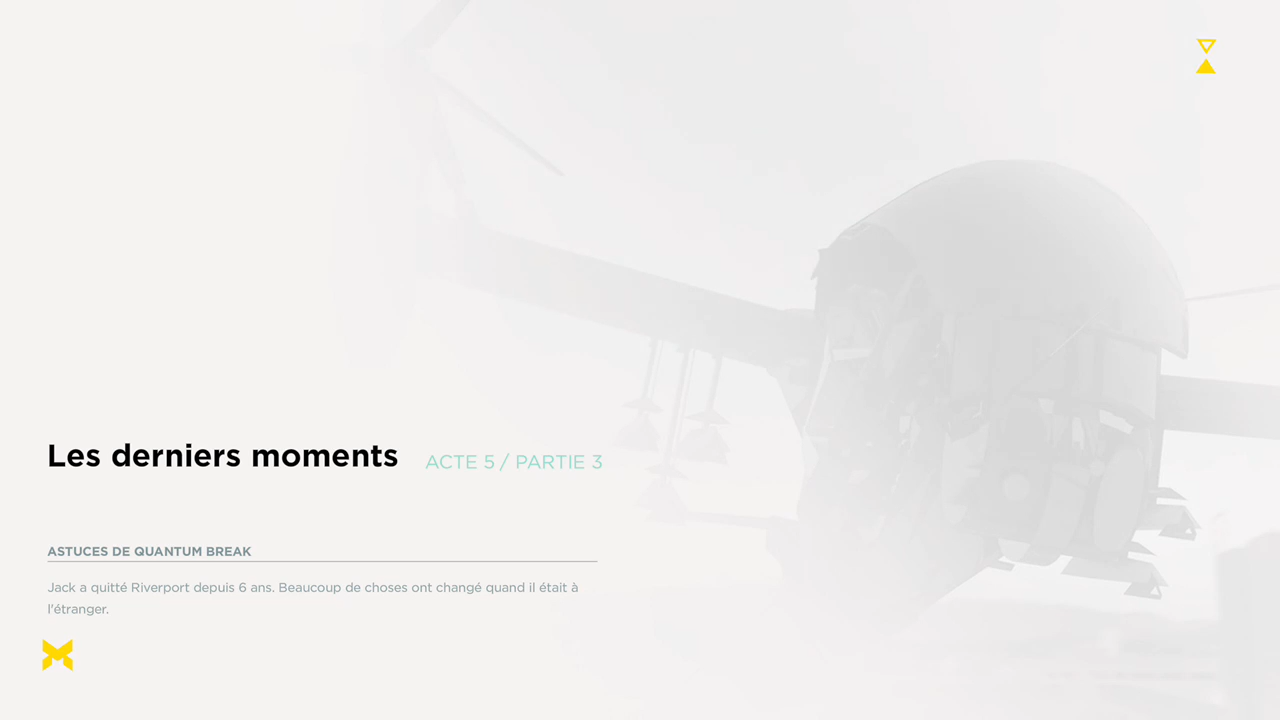 Les derniers moments ACTE 5 / PARTIE 3
ASTUCES DE QUANTUM BREAK
Jack a quitté Riverport depuis 6 ans. Beaucoup de choses ont changé quand il était à
l'étranger.